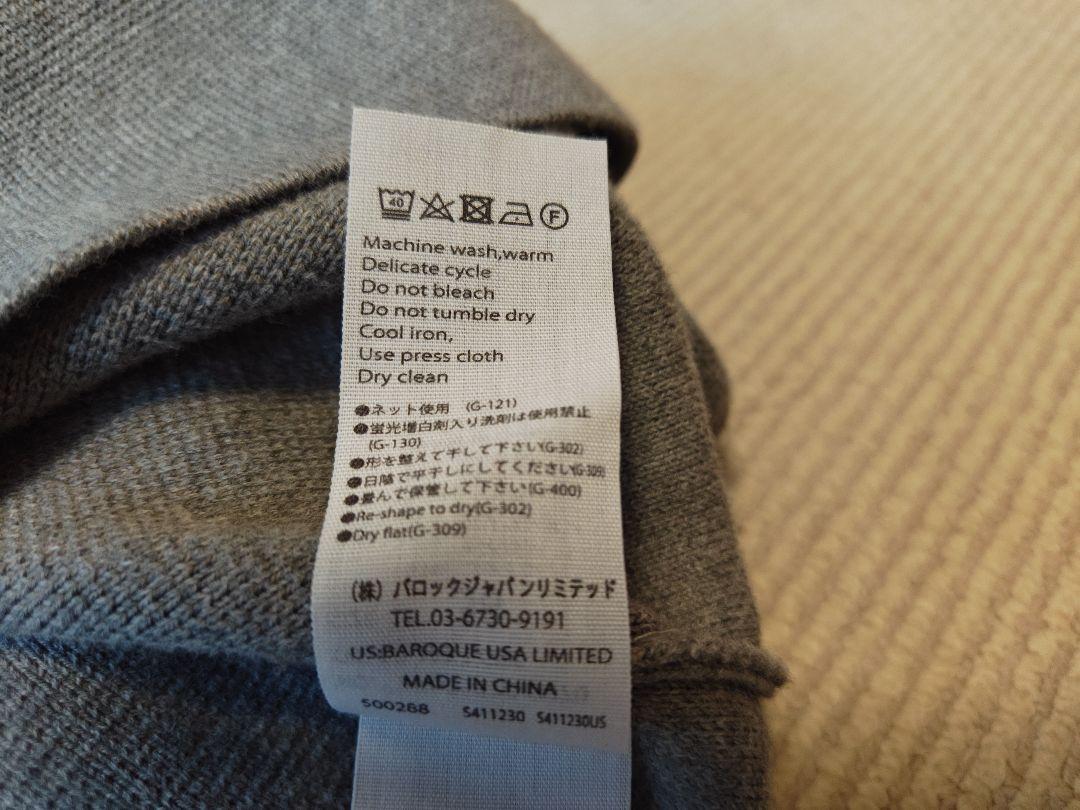 40 F
Machine wash,warm
Delicate cycle
Do not bleach
Do not tumble dry
Cool iron,
Use press cloth
Dry clean
●ネット使用 (G-121)
●蛍光増白剤入り洗剤は使用禁止
(G-130)
●形を整えて干して下さい(G-302)
●日陰で平干しにしてください(G-309)
●畳んで保管して下さい(G-400)
●Re-shape to dry(G-302)
●Dry flat(G-309)
(株) バロックジャパンリミテッド
TEL.03-6730-9191
US:BAROQUE USA LIMITED
MADE IN CHINA
500288 S411230 S411230US